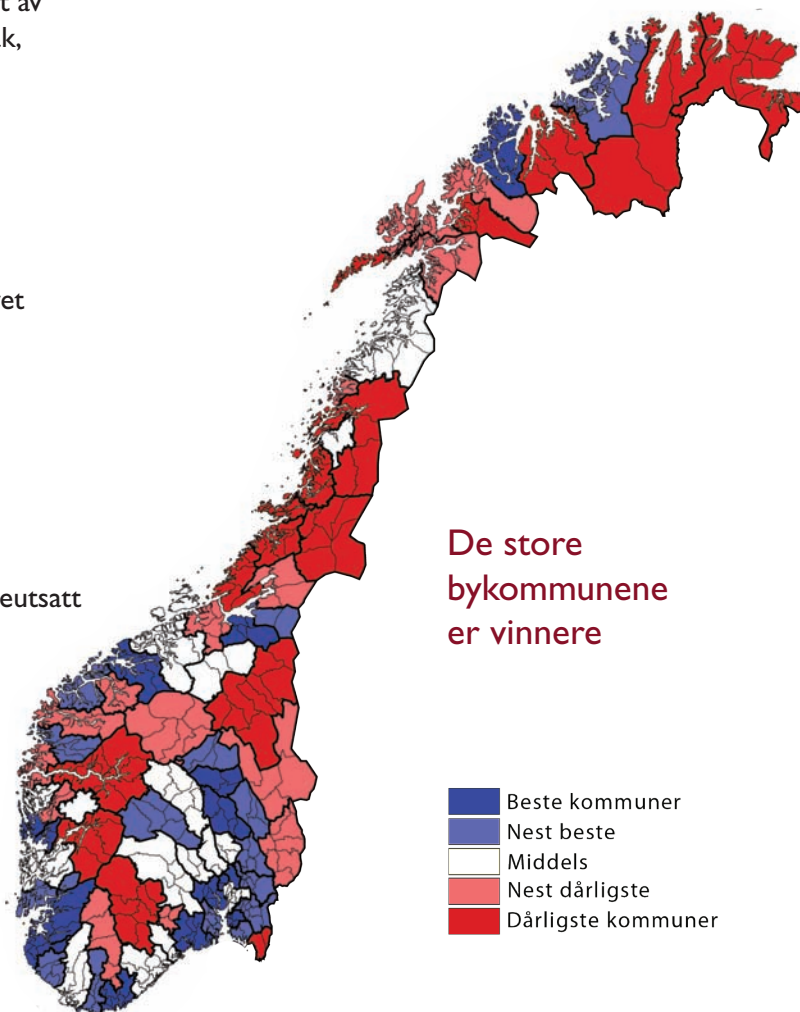 t av
k,
et
eutsatt
De store
bykommunene
er vinnere
Beste kommuner
Nest beste
Middels
Nest dårligste
Dårligste kommuner